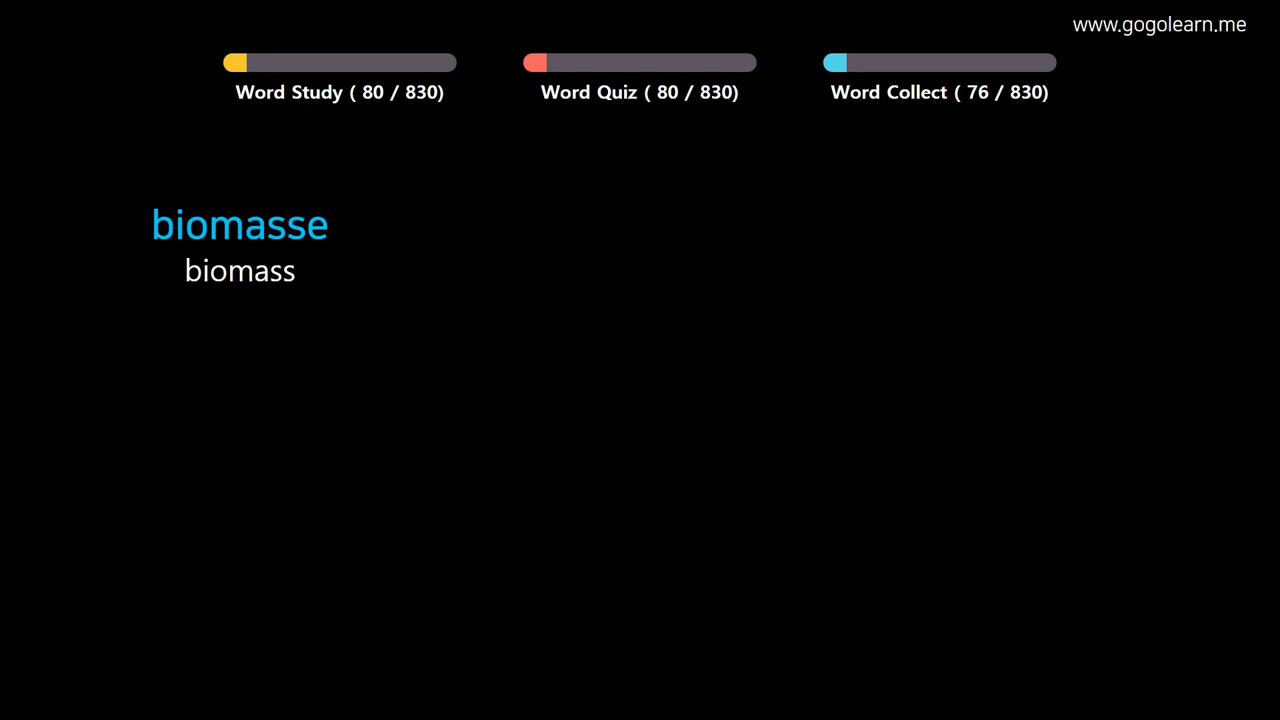 www.gogolearn.me
Word Study ( 80 / 830)
Word Quiz ( 80 / 830)
Word Collect ( 76 / 830)
biomasse
biomass